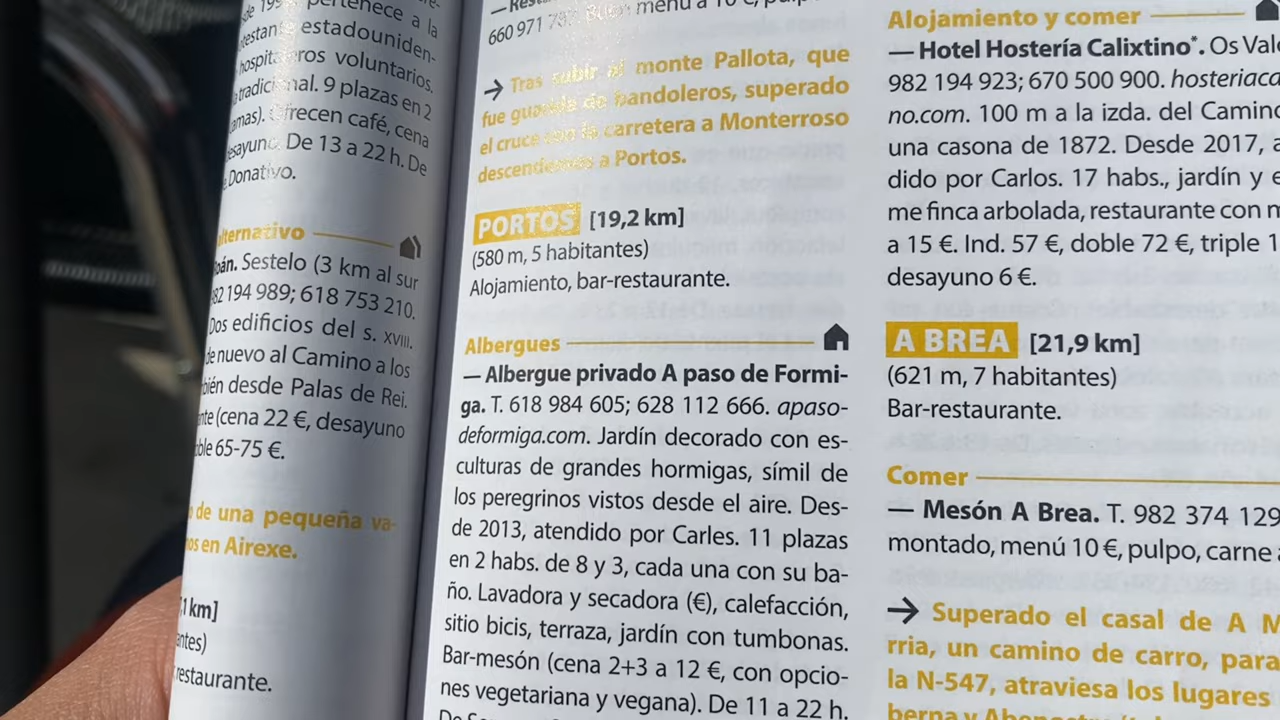 pertenece a la
estadouniden-
voluntarios.
9 plazas en 2
Ofrecen café, cena
De 13 a 22 h. De
Donativo.
Sestelo (3 km al sur
194 989; 618 753 210.
Dos edificios del s. XVIII.
de nuevo al Camino a los
desde Palas de Rei.
(cena 22 €, desayuno
65-75 €.
de una pequeña va-
en Airexe.
km]
restaurante.
660 971
menú a 10 €,
→ Tras subir al monte Pallota, que
fue guarida de bandoleros, superado
el cruce con la carretera a Monterroso
descendemos a Portos.
PORTOS [19,2 km]
(580 m, 5 habitantes)
Alojamiento, bar-restaurante.
Albergues
— Albergue privado A paso de Formi-
ga. T. 618 984 605; 628 112 666. apaso-
deformiga.com. Jardín decorado con es-
culturas de grandes hormigas, símil de
los peregrinos vistos desde el aire. Des-
de 2013, atendido por Carles. 11 plazas
en 2 habs. de 8 y 3, cada una con su ba-
ño. Lavadora y secadora (€), calefacción,
sitio bicis, terraza, jardín con tumbonas.
Bar-mesón (cena 2+3 a 12 €, con opcio-
nes vegetariana y vegana). De 11 a 22 h.
Alojamiento y comer
— Hotel Hostería Calixtino*. Os
982 194 923; 670 500 900.
no.com. 100 m a la izda. del
una casona de 1872. Desde 2017,
dido por Carlos. 17 habs., jardín y
me finca arbolada, restaurante con
a 15 €. Ind. 57 €, doble 72 €, triple
desayuno 6 €.
A BREA [21,9 km]
(621 m, 7 habitantes)
Bar-restaurante.
Comer
— Mesón A Brea. T. 982 374 129
montado, menú 10 €, pulpo, carne
→ Superado el casal de A
rria, un camino de carro, para
la N-547, atraviesa los lugares